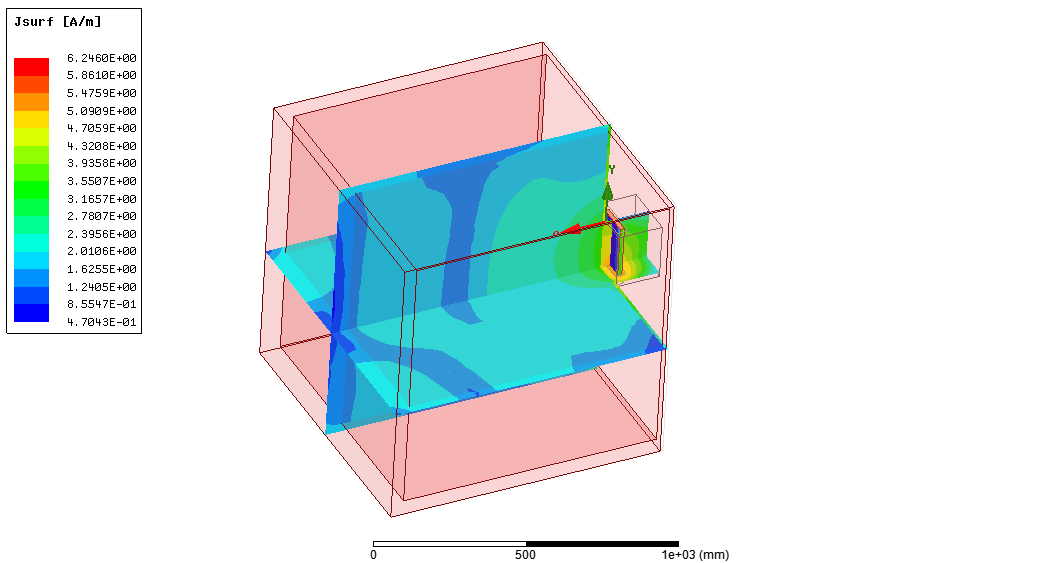 Jsurf [A/m]
6.2460E+00
5.8610E+00
5.4759E+00
5.0909E+00
4.7059E+00
4.3208E+00
3.9358E+00
3.5507E+00
3.1657E+00
2.7807E+00
2.3956E+00
2.0106E+00
1.6255E+00
1.2405E+00
8.5547E-01
4.7043E-01
Y
0 500 1e+03 (mm)